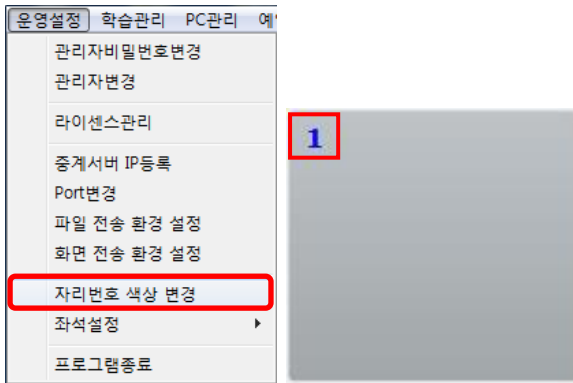 운영설정 학습관리 PC관리
관리자비밀번호변경
관리자변경
라이센스관리
중계서버 IP등록
Port변경
파일 전송 환경 설정
화면 전송 환경 설정
자리번호 색상 변경
좌석설정
프로그램종료
1